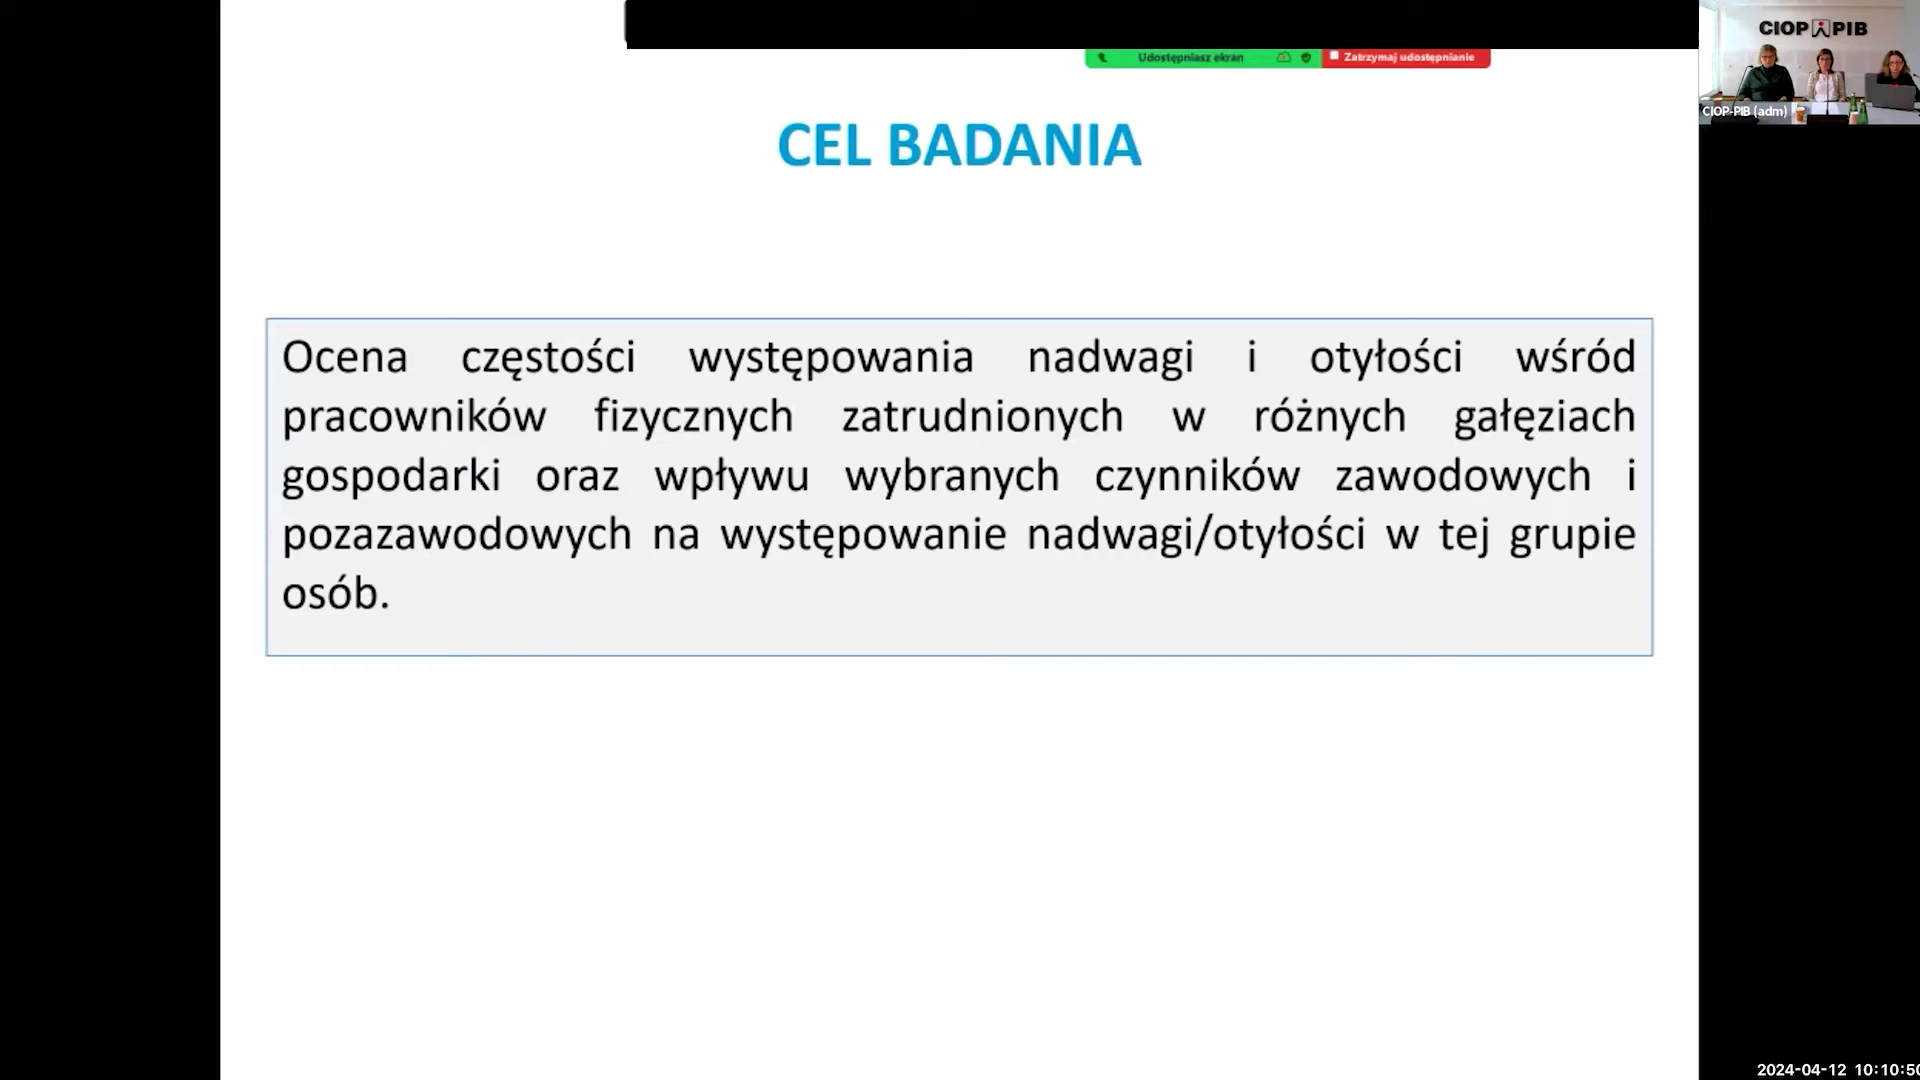 CIOP PIB
Udostępniasz ekran
Zatrzymaj udostępnianie
CIOP-PIB (adm)
CEL BADANIA
Ocena częstości występowania nadwagi i otyłości wśród
pracowników fizycznych zatrudnionych w różnych gałęziach
gospodarki oraz wpływu wybranych czynników zawodowych i
pozazawodowych na występowanie nadwagi/otyłości w tej grupie
osób.
2024-04-12 10:10:50